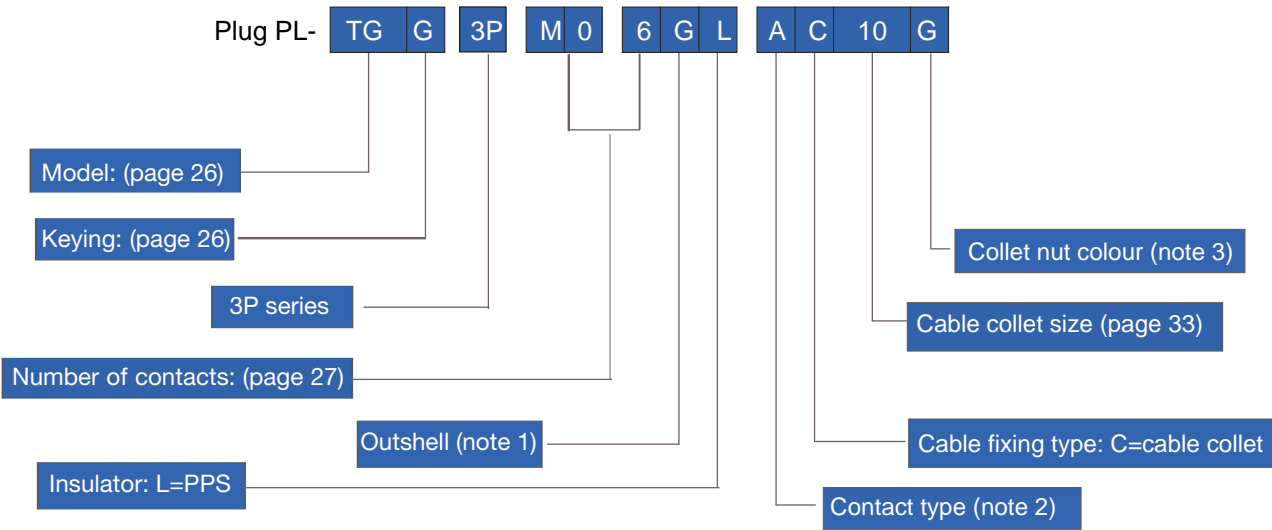 Plug PL- TG G 3P M 0 6 G L A C 10 G
Model: (page 26)
Keying: (page 26)
Collet nut colour (note 3)
3P series
Cable collet size (page 33)
Number of contacts: (page 27)
Outshell (note 1)
Cable fixing type: C=cable collet
Insulator: L=PPS
Contact type (note 2)